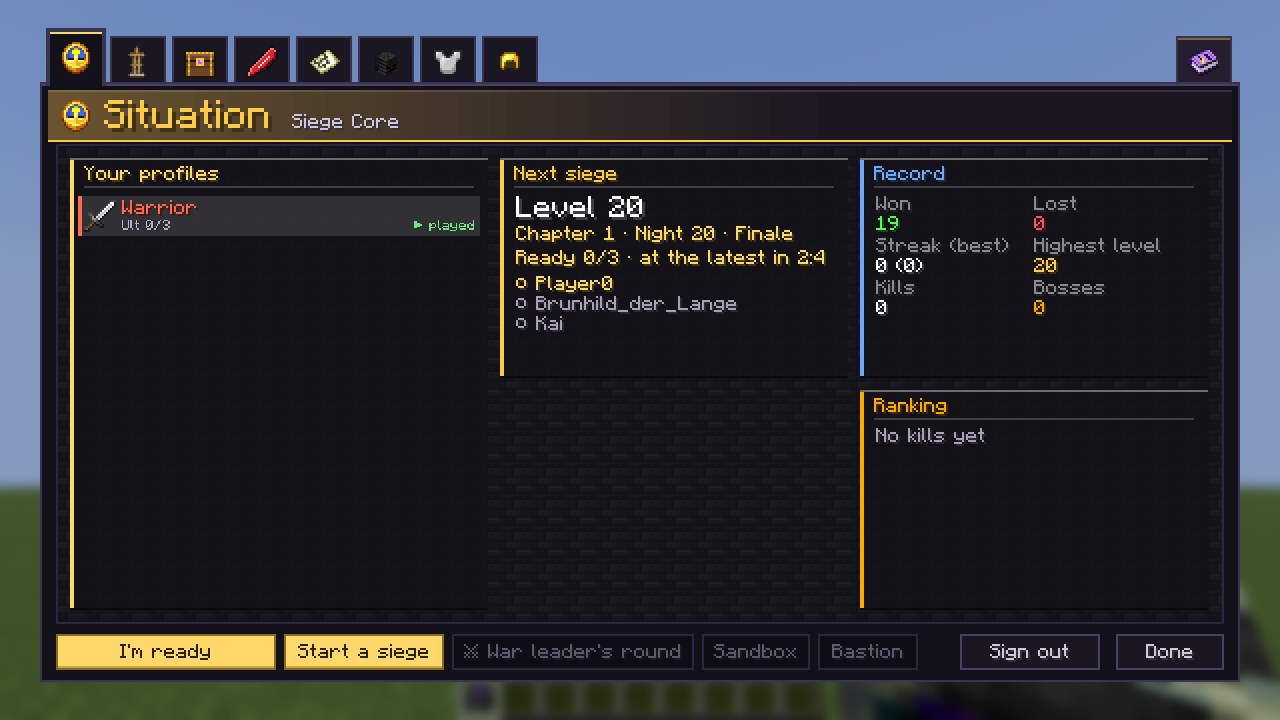 Situation Siege Core
Your profiles
Warrior
Ult 0/3
▶ played
Next siege
Level 20
Chapter 1 · Night 20 · Finale
Ready 0/3 · at the latest in 2:4
Player0
Brunhild_der_Lange
Kai
Record
Won Lost
19 0
Streak (best) Highest level
0 (0) 20
Kills Bosses
0 0
Ranking
No kills yet
I'm ready
Start a siege
⚔ War leader's round
Sandbox
Bastion
Sign out
Done